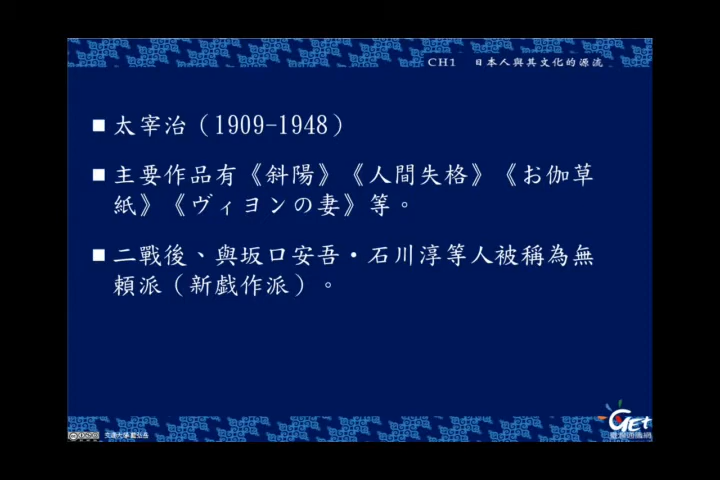 CH1 日本人與其文化的源流
■太宰治（1909-1948）
■主要作品有《斜陽》《人間失格》《お伽草
紙》《ヴィヨンの妻》等。
■二戰後、與坂口安吾・石川淳等人被稱為無
賴派（新戯作派）。
GET